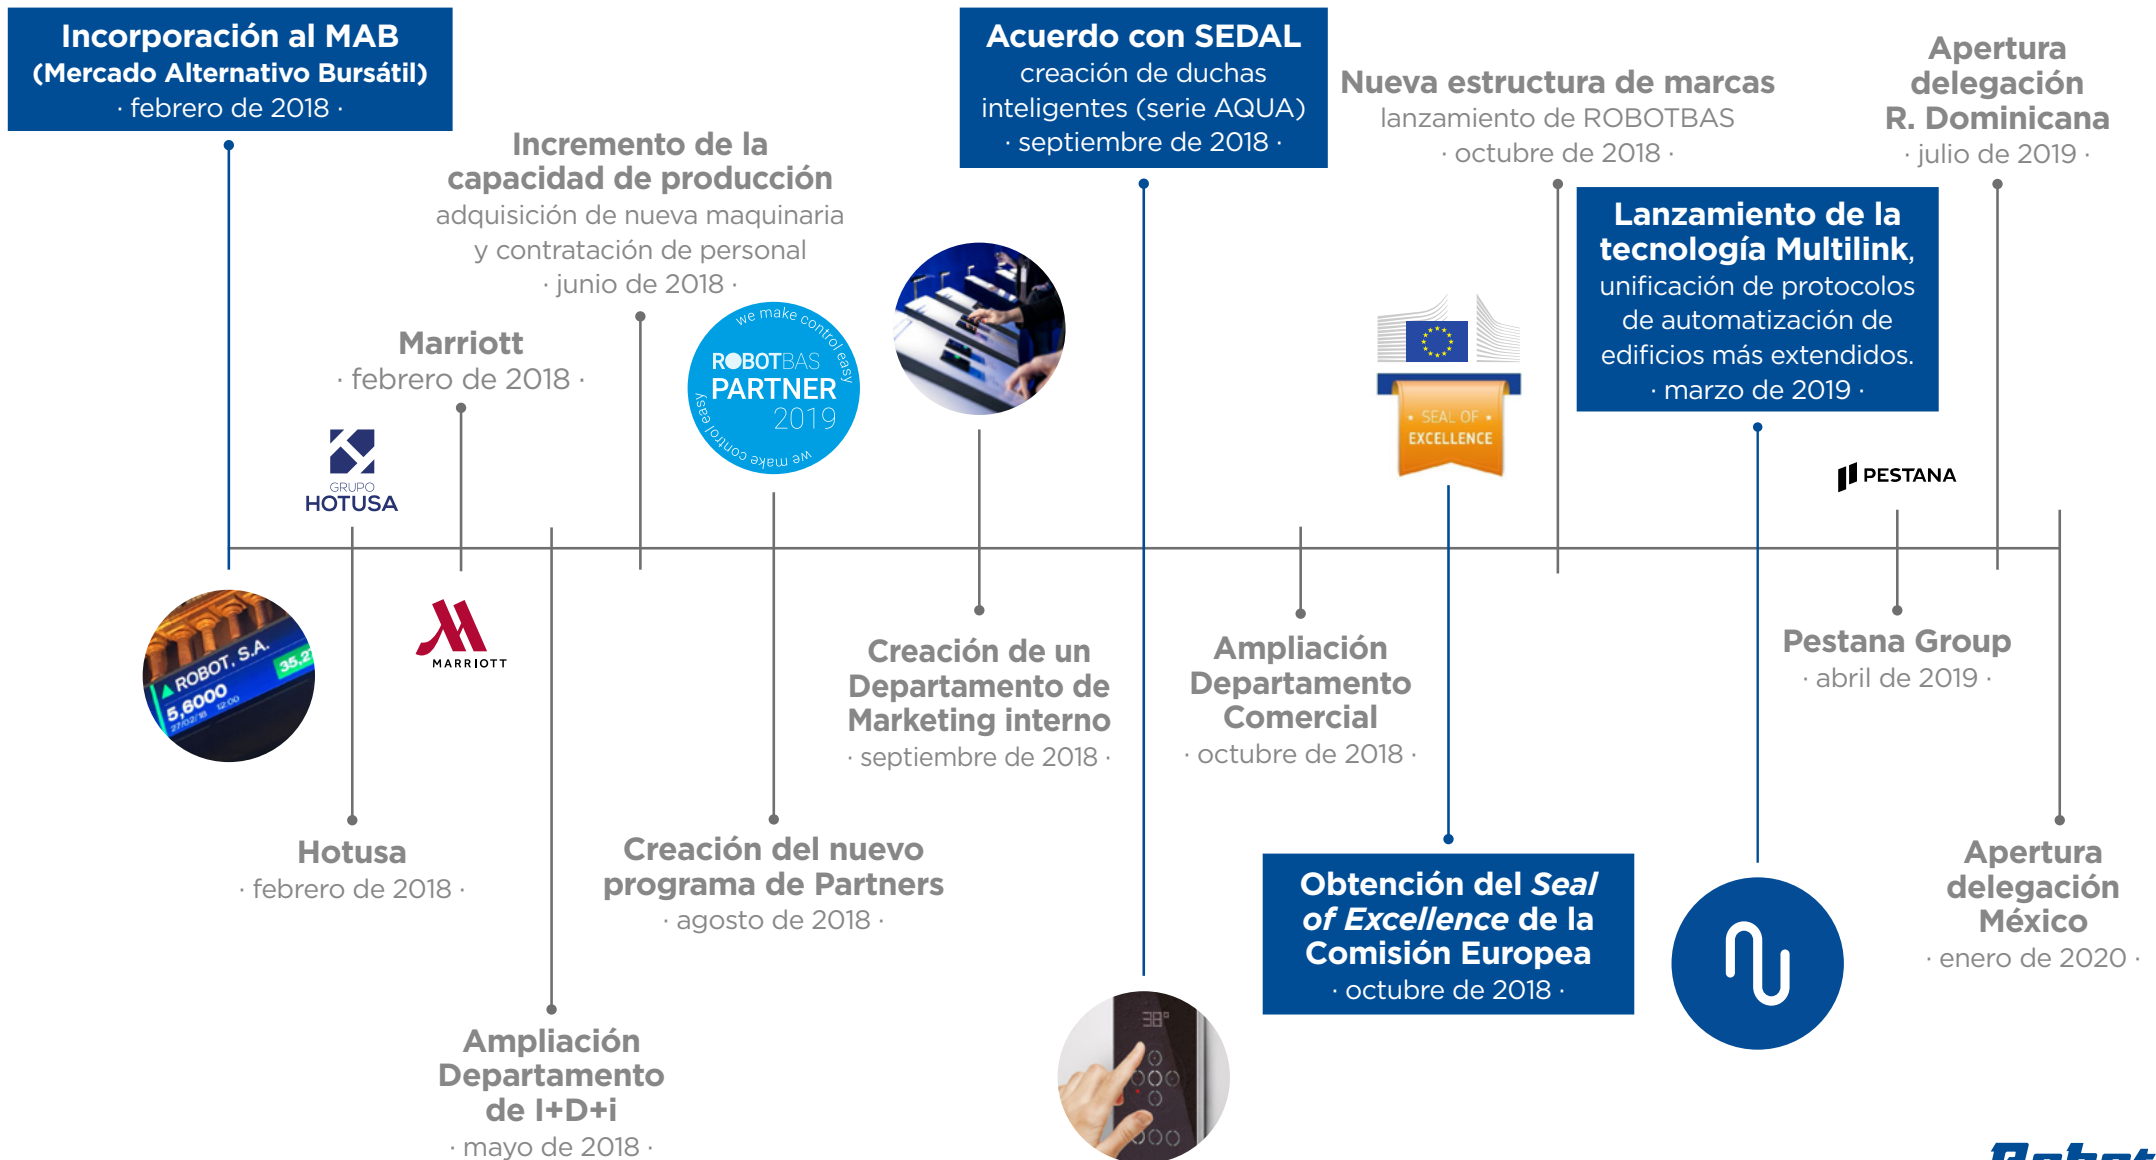 Incorporación al MAB
(Mercado Alternativo Bursátil)
· febrero de 2018 ·
Acuerdo con SEDAL
creación de duchas
inteligentes (serie AQUA)
· septiembre de 2018 ·
Nueva estructura de marcas
lanzamiento de ROBOTBAS
· octubre de 2018 ·
Apertura
delegación
R. Dominicana
· julio de 2019 ·
Incremento de la
capacidad de producción
adquisición de nueva maquinaria
y contratación de personal
· junio de 2018 ·
Lanzamiento de la
tecnología Multilink,
unificación de protocolos
de automatización de
edificios más extendidos.
· marzo de 2019 ·
Marriott
· febrero de 2018 ·
we make control easy
ROBOTBAS
PARTNER
2019
we make control easy
GRUPO
HOTUSA
· SEAL OF ·
EXCELLENCE
PESTANA
ROBOT, S.A.
5,6000
35,2
27/02/18 12:00
MARRIOTT
Creación de un
Departamento de
Marketing interno
· septiembre de 2018 ·
Ampliación
Departamento
Comercial
· octubre de 2018 ·
Pestana Group
· abril de 2019 ·
Hotusa
· febrero de 2018 ·
Creación del nuevo
programa de Partners
· agosto de 2018 ·
Obtención del Seal
of Excellence de la
Comisión Europea
· octubre de 2018 ·
Apertura
delegación
México
· enero de 2020 ·
38°
Ampliación
Departamento
de I+D+i
· mayo de 2018 ·